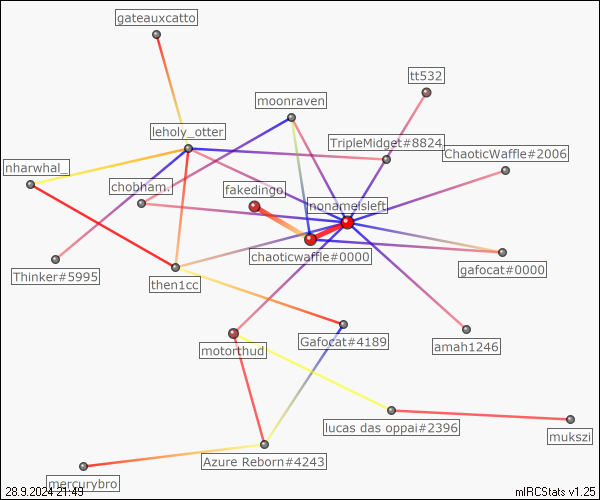 gateauxcatto
tt532
moonraven
leholy_otter
TripleMidget#8824
ChaoticWaffle#2006
nharwhal_
chobham.
fakedingo.
nonameisleft
chaoticwaffle#0000
gafocat#0000
Thinker#5995
then1cc
Gafocat#4189
amah1246
motorthud
lucas das oppai#2396
mukszi
Azure Reborn#4243
mercurybro
28.9.2024 21:49
mIRCStats v1.25